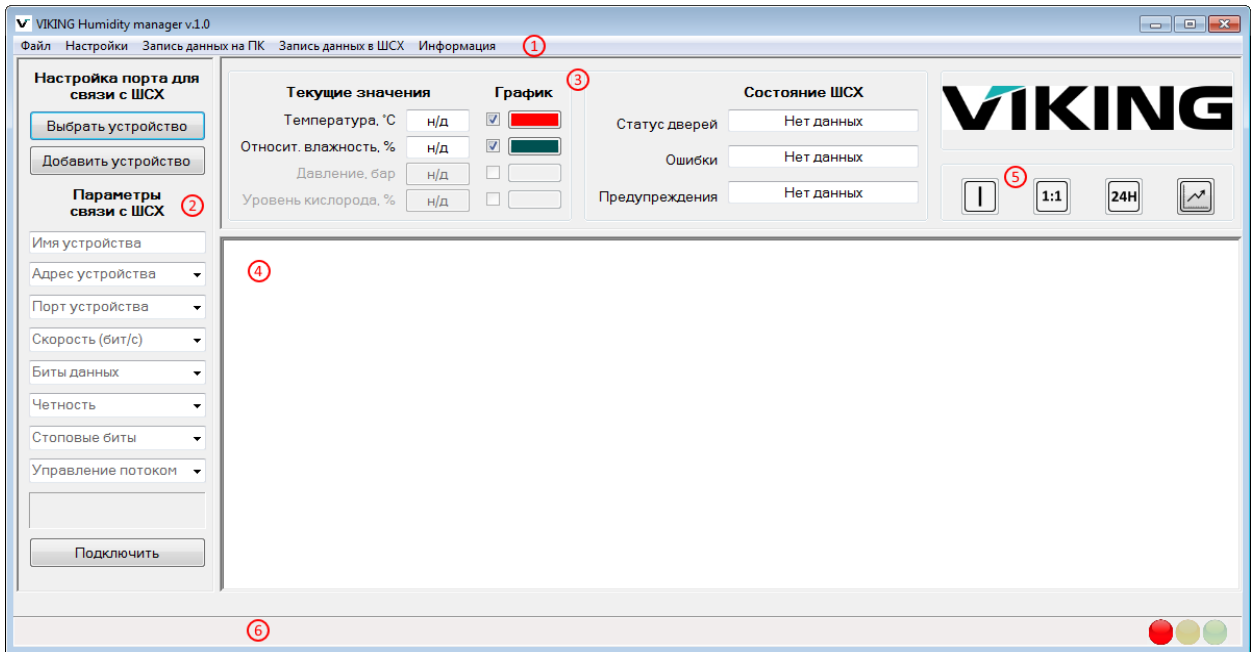 VIKING Humidity manager v.1.0
Файл Настройки Запись данных на ПК Запись данных в ШСХ Информация 1
Настройка порта для
связи с ШСХ
Выбрать устройство
Добавить устройство
Параметры
связи с ШСХ 2
Имя устройства
Адрес устройства
Порт устройства
Скорость (бит/с)
Биты данных
Четность
Стоповые биты
Управление потоком
Подключить
Текущие значения График 3
Температура, °С н/д
Относит. влажность, % н/д
Давление, бар н/д
Уровень кислорода, % н/д
Состояние ШСХ
Статус дверей Нет данных
Ошибки Нет данных
Предупреждения Нет данных
VIKING
5
1:1 24H
4
6